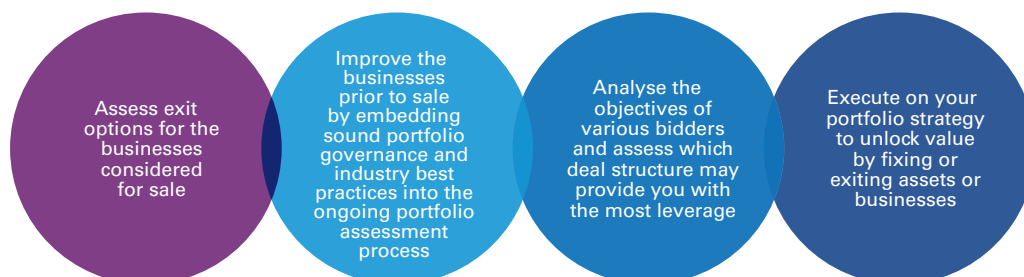 Assess exit
options for the
businesses
considered
for sale
Improve the
businesses
prior to sale
by embedding
sound portfolio
governance and
industry best
practices into the
ongoing portfolio
assessment
process
Analyse the
objectives of
various bidders
and assess which
deal structure may
provide you with
the most leverage
Execute on your
portfolio strategy
to unlock value
by fixing or
exiting assets or
businesses